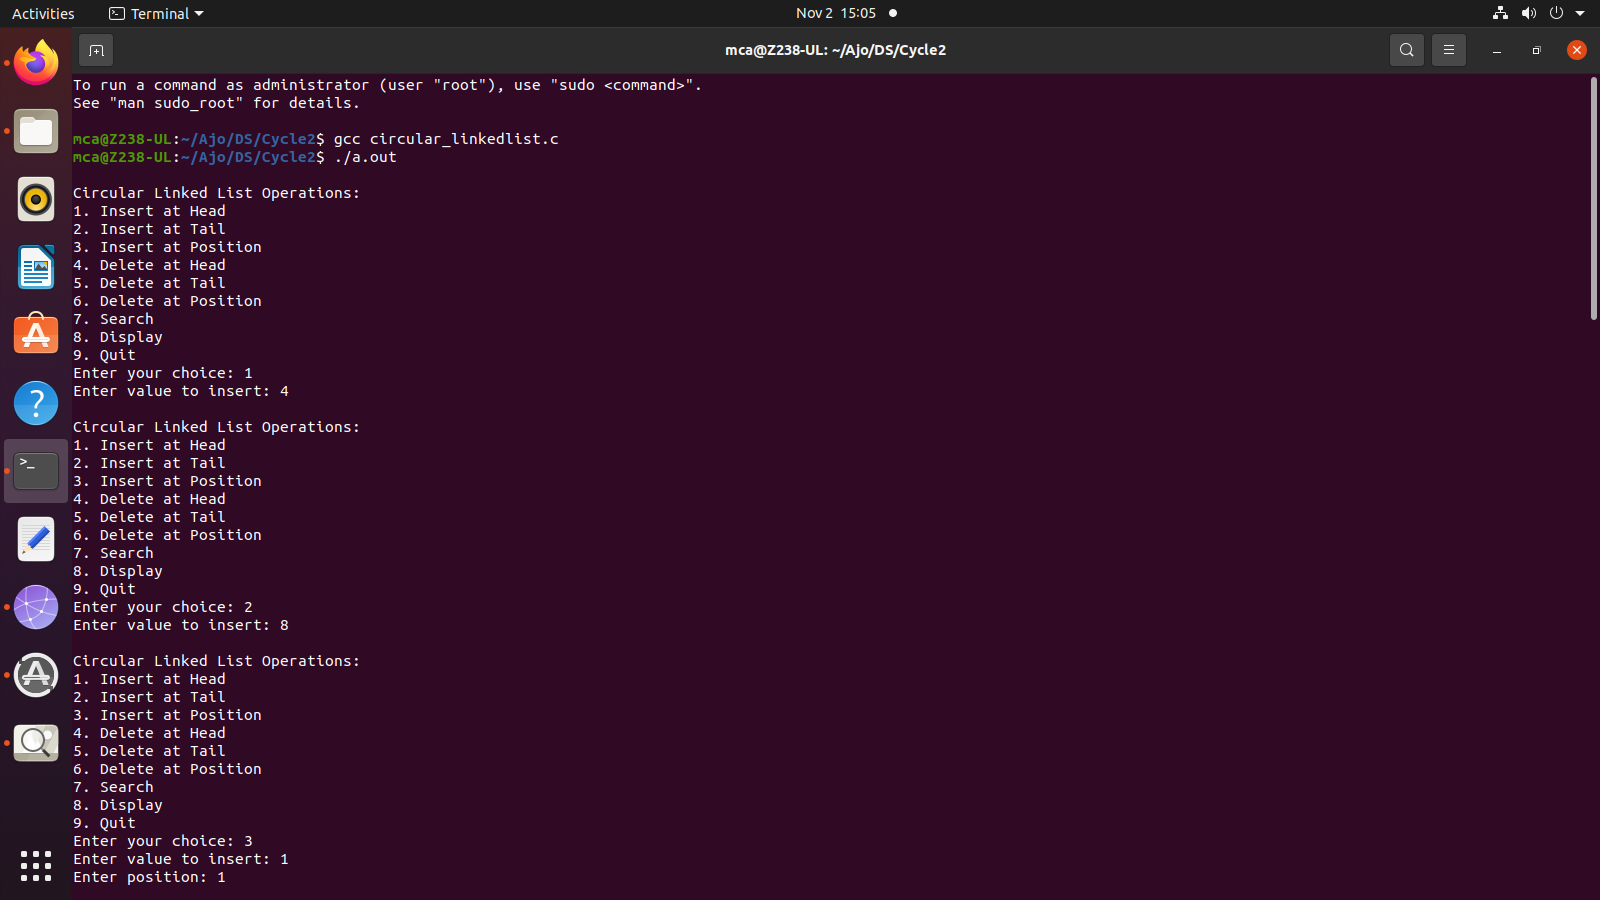 Activities Terminal Nov 2 15:05
mca@Z238-UL: ~/Ajo/DS/Cycle2
To run a command as administrator (user "root"), use "sudo <command>".
See "man sudo_root" for details.
mca@Z238-UL:~/Ajo/DS/Cycle2$ gcc circular_linkedlist.c
mca@Z238-UL:~/Ajo/DS/Cycle2$ ./a.out
Circular Linked List Operations:
1. Insert at Head
2. Insert at Tail
3. Insert at Position
4. Delete at Head
5. Delete at Tail
6. Delete at Position
7. Search
8. Display
9. Quit
Enter your choice: 1
Enter value to insert: 4
Circular Linked List Operations:
1. Insert at Head
2. Insert at Tail
3. Insert at Position
4. Delete at Head
5. Delete at Tail
6. Delete at Position
7. Search
8. Display
9. Quit
Enter your choice: 2
Enter value to insert: 8
Circular Linked List Operations:
1. Insert at Head
2. Insert at Tail
3. Insert at Position
4. Delete at Head
5. Delete at Tail
6. Delete at Position
7. Search
8. Display
9. Quit
Enter your choice: 3
Enter value to insert: 1
Enter position: 1